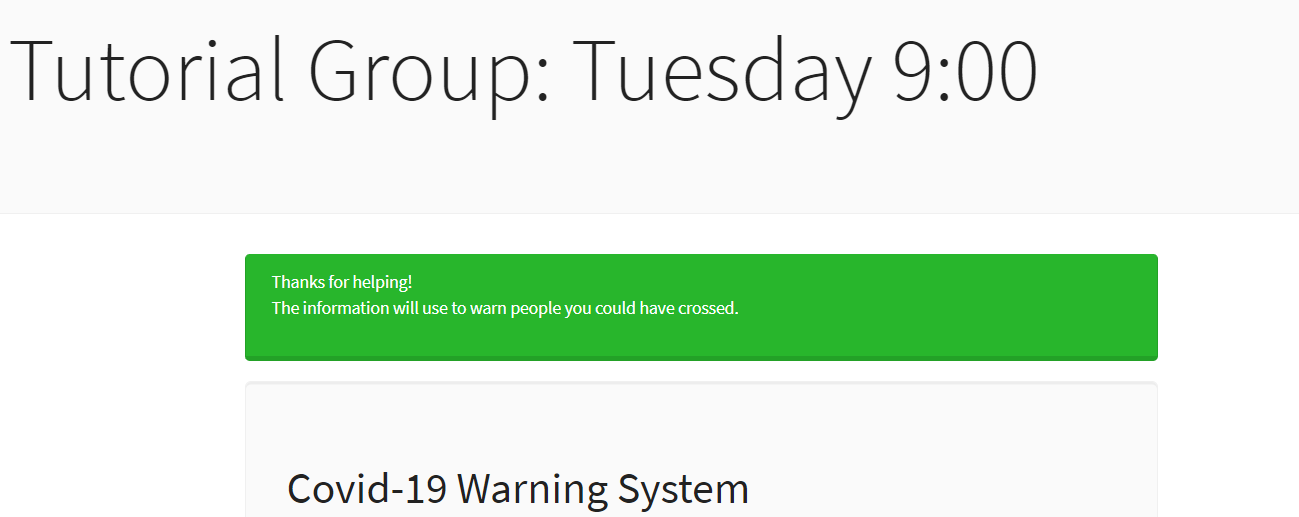 Tutorial Group: Tuesday 9:00
Thanks for helping!
The information will use to warn people you could have crossed.
Covid-19 Warning System